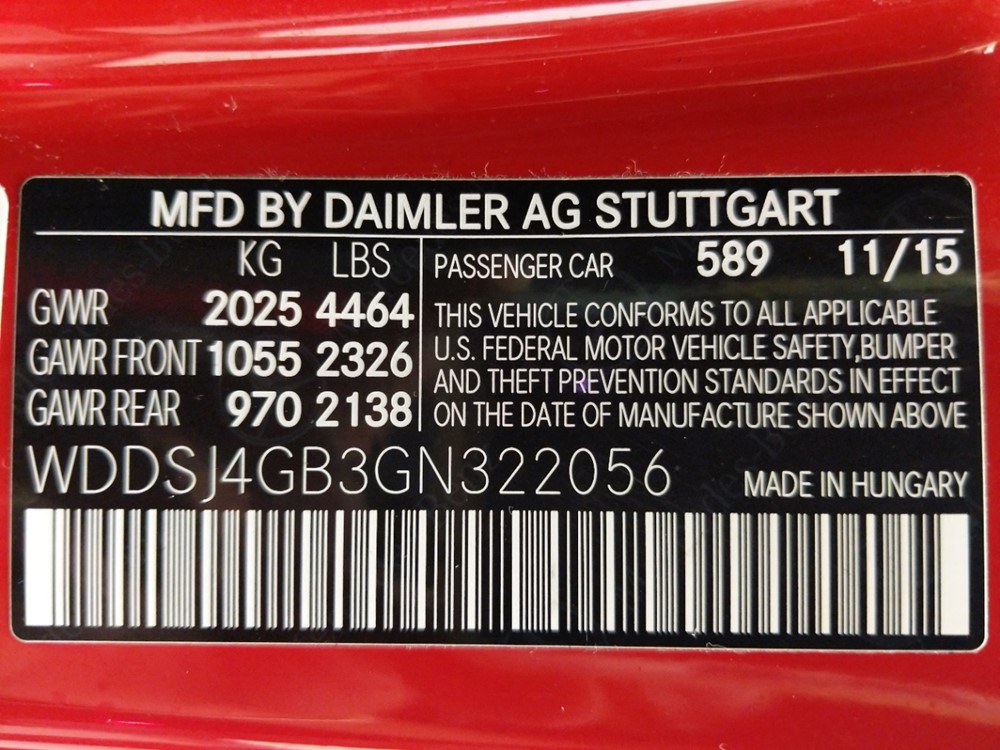 MFD BY DAIMLER AG STUTTGART
KG LBS
GVWR 2025 4464
GAWR FRONT 1055 2326
GAWR REAR 970 2138
PASSENGER CAR 589 11/15
THIS VEHICLE CONFORMS TO ALL APPLICABLE
U.S. FEDERAL MOTOR VEHICLE SAFETY,BUMPER
AND THEFT PREVENTION STANDARDS IN EFFECT
ON THE DATE OF MANUFACTURE SHOWN ABOVE
WDDSJ4GB3GN322056
MADE IN HUNGARY